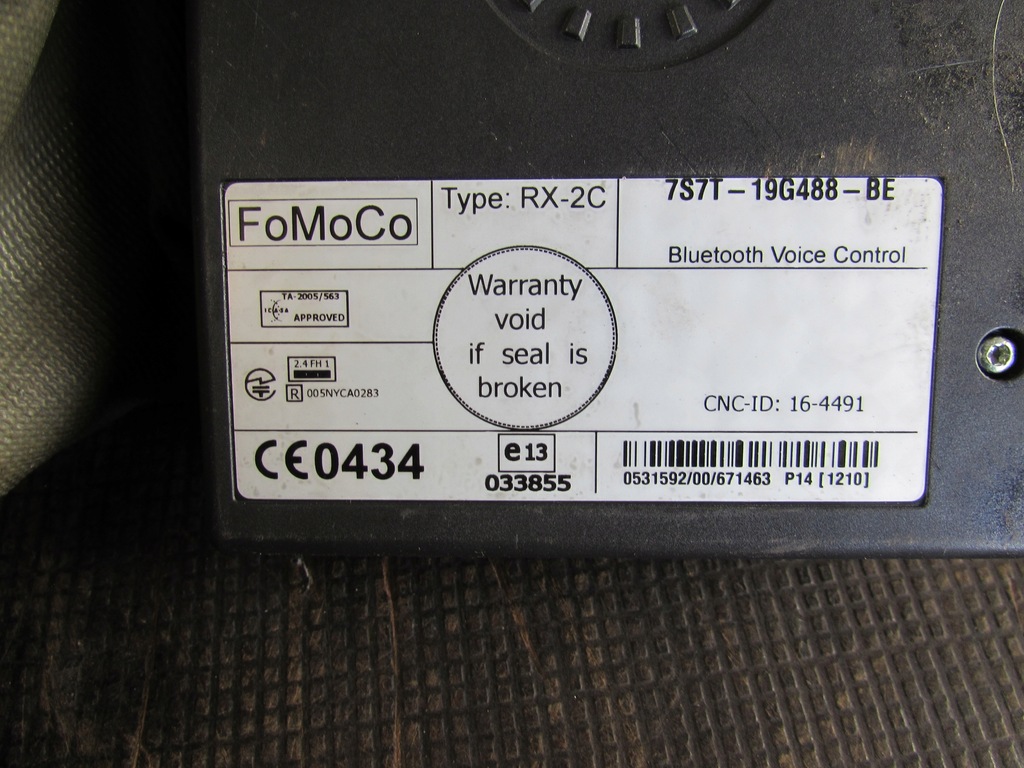 FoMoCo
Type: RX-2C
7S7T-19G488-BE
Bluetooth Voice Control
TA-2005/563
ICASA
APPROVED
Warranty
void
if seal is
broken
2.4 FH 1
R 005NYCA0283
CNC-ID: 16-4491
CE0434
e13
033855
0531592/00/671463 P14 [1210]